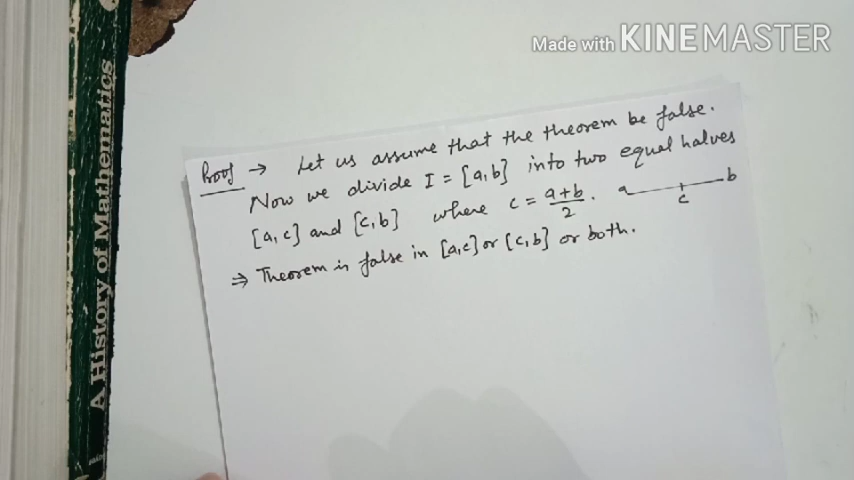 Made with KINEMASTER
A History of Mathematics
Proof → Let us assume that the theorem be false.
Now we divide I = [a,b] into two equal halves
[a,c] and [c,b] where c = a+b/2. a c b
⇒ Theorem is false in [a,c] or [c,b] or both.